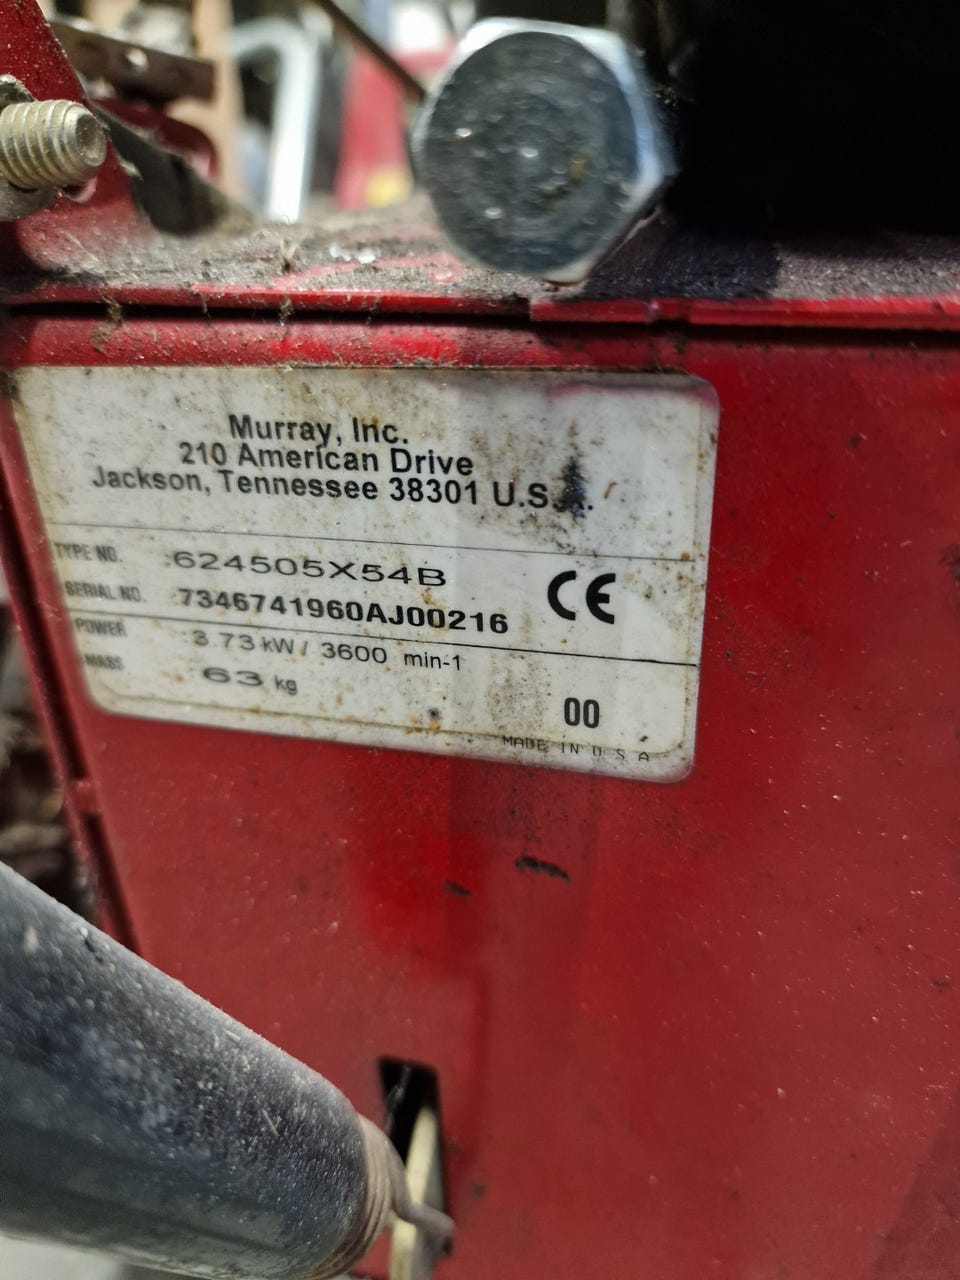 Murray, Inc.
210 American Drive
Jackson, Tennessee 38301 U.S.A.
TYPE NO. :624505X54B
SERIAL NO. :7346741960AJ00216
CE
POWER :3.73 kW / 3600 min-1
MASS 63 kg
00
MADE IN U S A